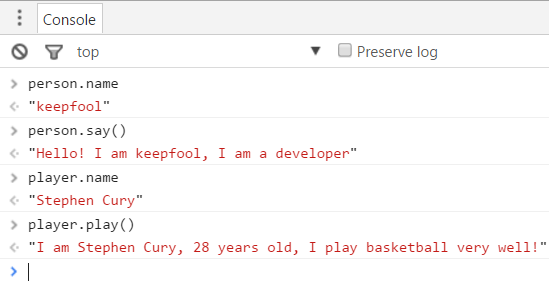 Console
top Preserve log
person.name
"keepfool"
person.say()
"Hello! I am keepfool, I am a developer"
player.name
"Stephen Cury"
player.play()
"I am Stephen Cury, 28 years old, I play basketball very well!"